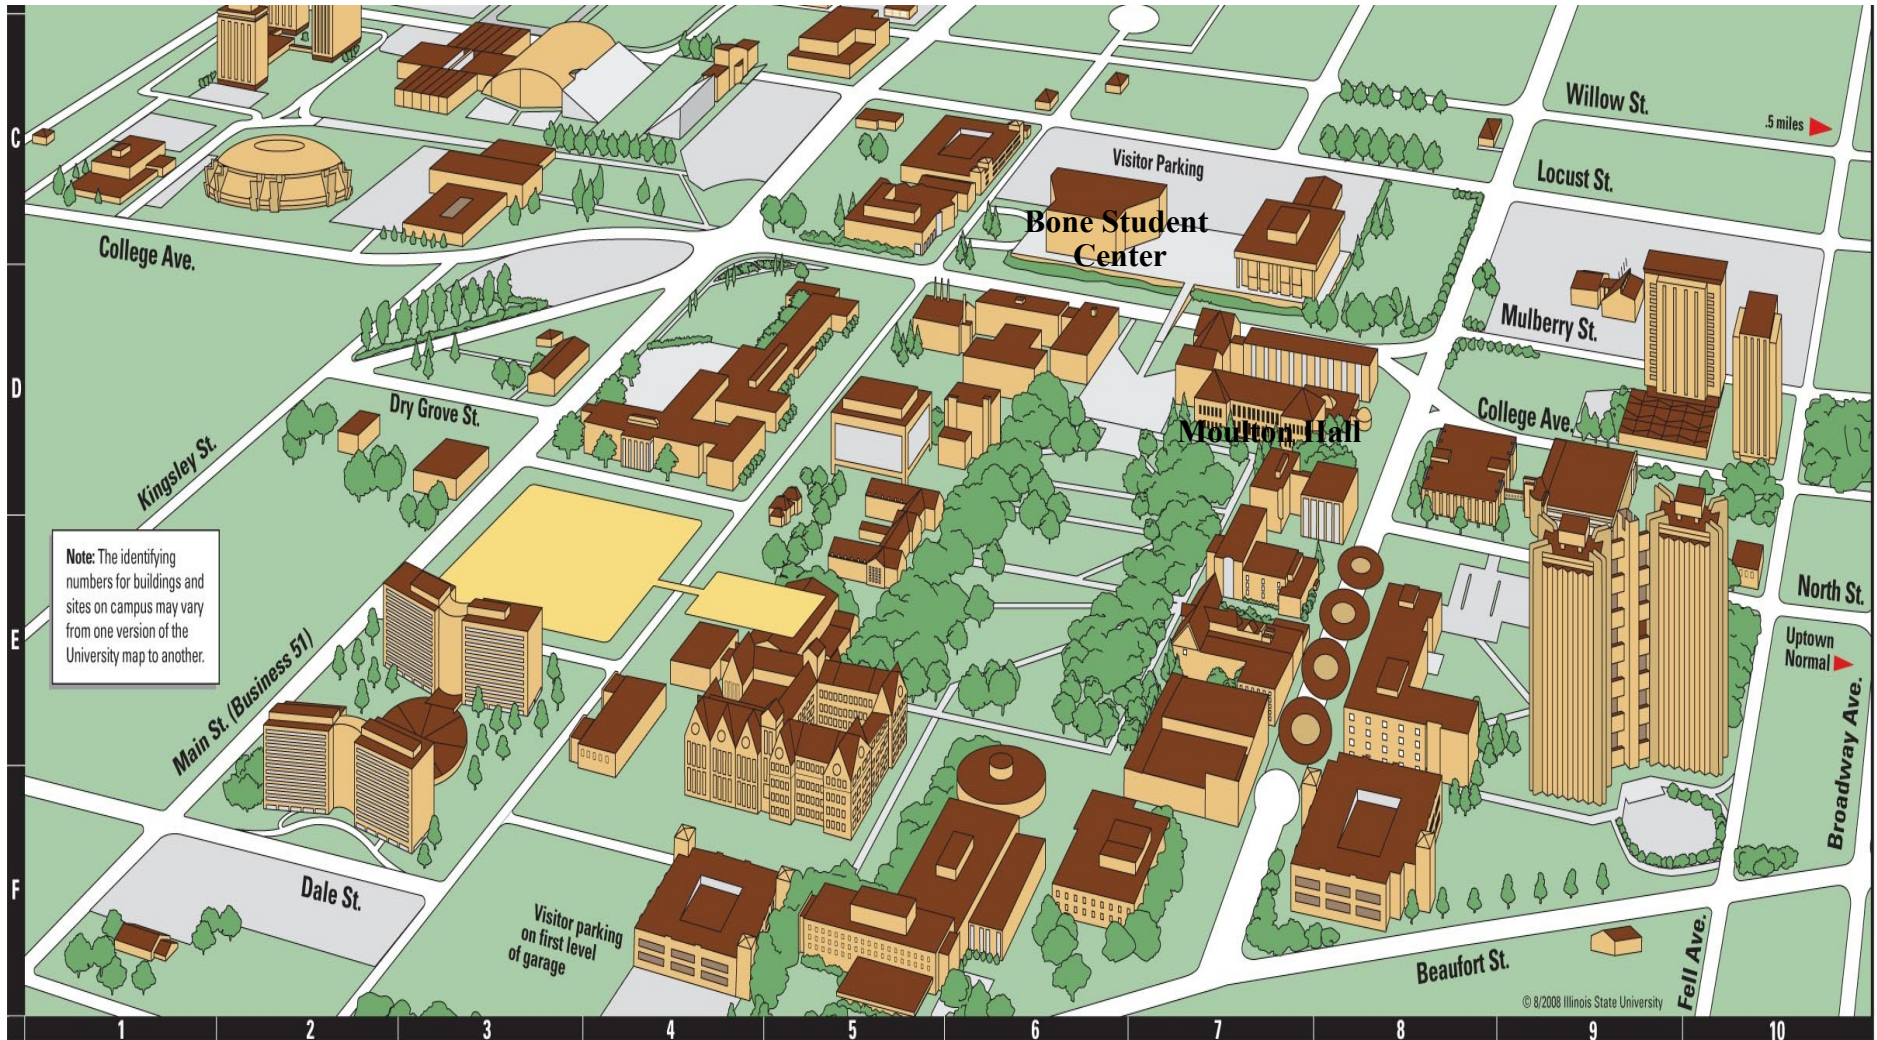 Willow St.
.5 miles
C
Visitor Parking
Locust St.
Bone Student
Center
College Ave.
Mulberry St.
D
Dry Grove St.
College Ave.
Moulton Hall
Kingsley St.
Note: The identifying
numbers for buildings and
sites on campus may vary
from one version of the
University map to another.
North St.
E
Uptown
Normal
Main St. (Business 51)
Broadway Ave.
F
Dale St.
Visitor parking
on first level
of garage
Beaufort St.
Fell Ave.
© 8/2008 Illinois State University
1 2 3 4 5 6 7 8 9 10